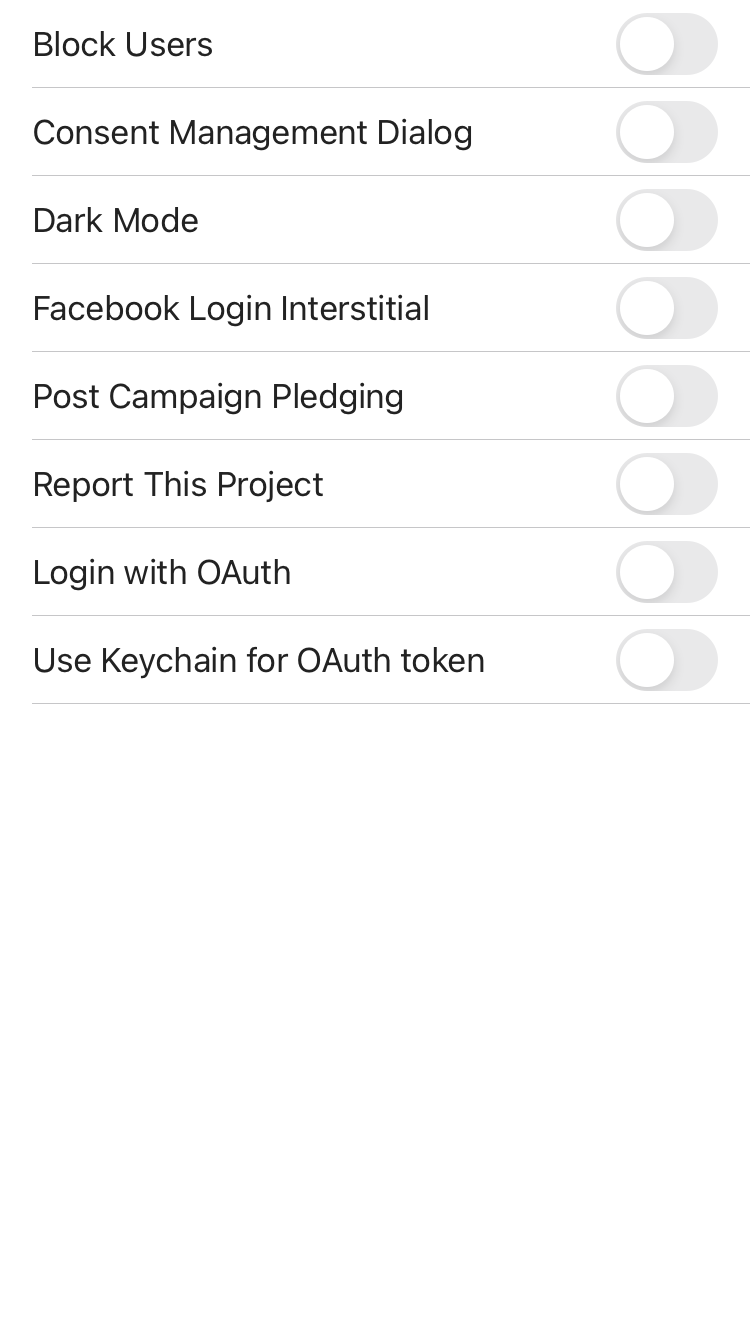 Block Users
Consent Management Dialog
Dark Mode
Facebook Login Interstitial
Post Campaign Pledging
Report This Project
Login with OAuth
Use Keychain for OAuth token